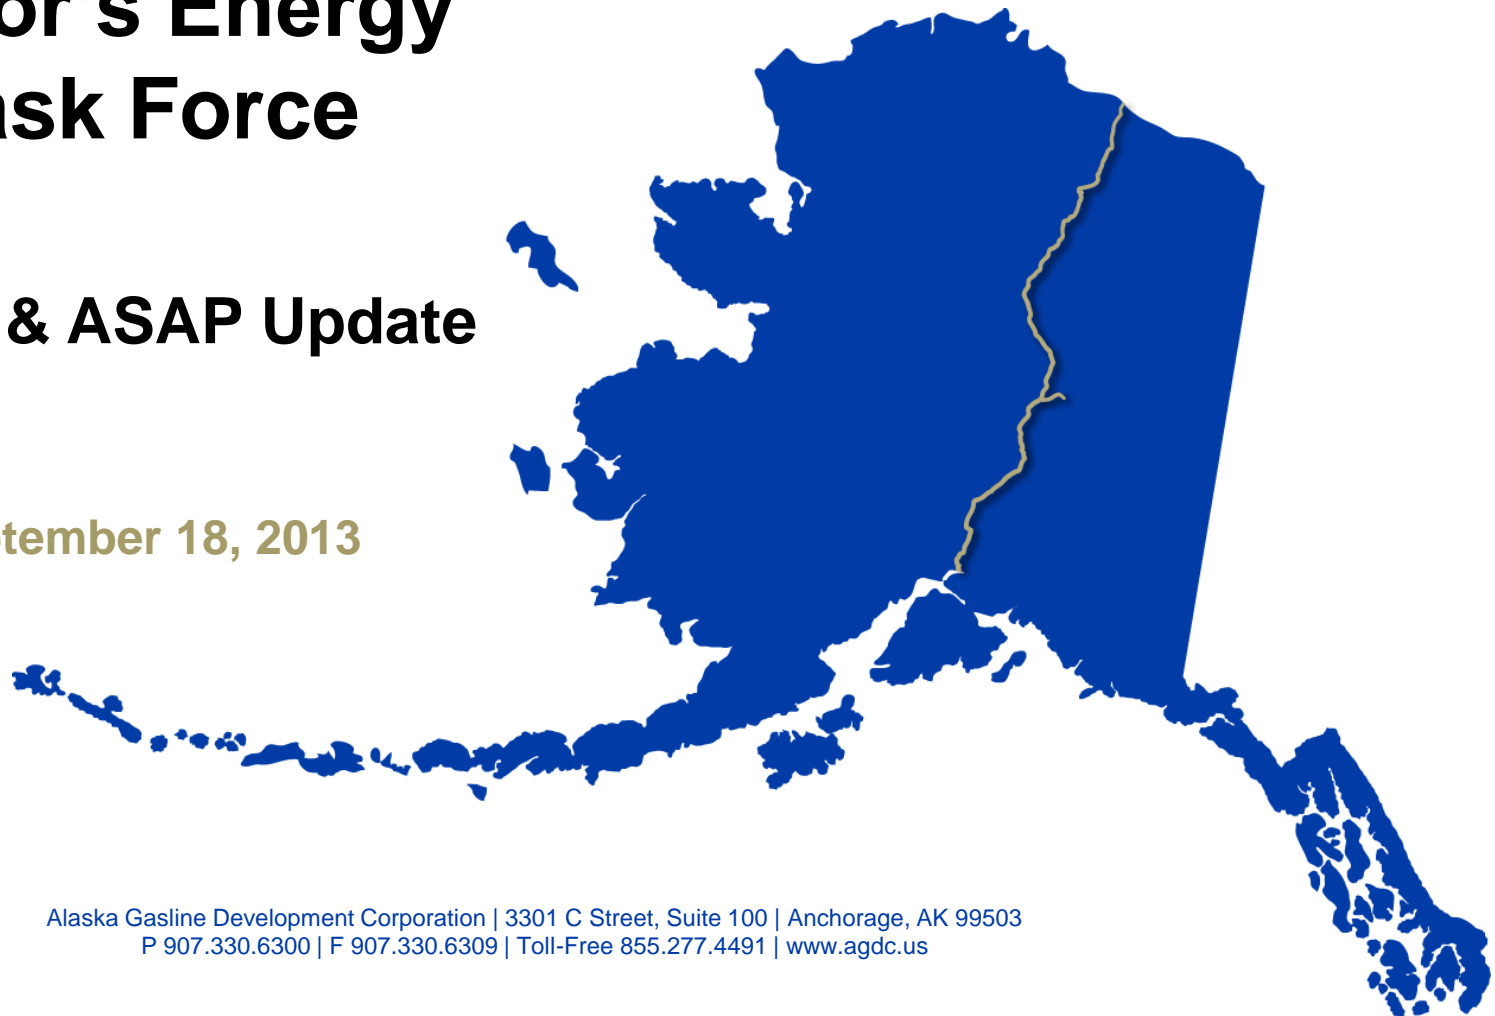 or's Energy
ask Force
& ASAP Update
tember 18, 2013
Alaska Gasline Development Corporation | 3301 C Street, Suite 100 | Anchorage, AK 99503
P 907.330.6300 | F 907.330.6309 | Toll-Free 855.277.4491 | www.agdc.us